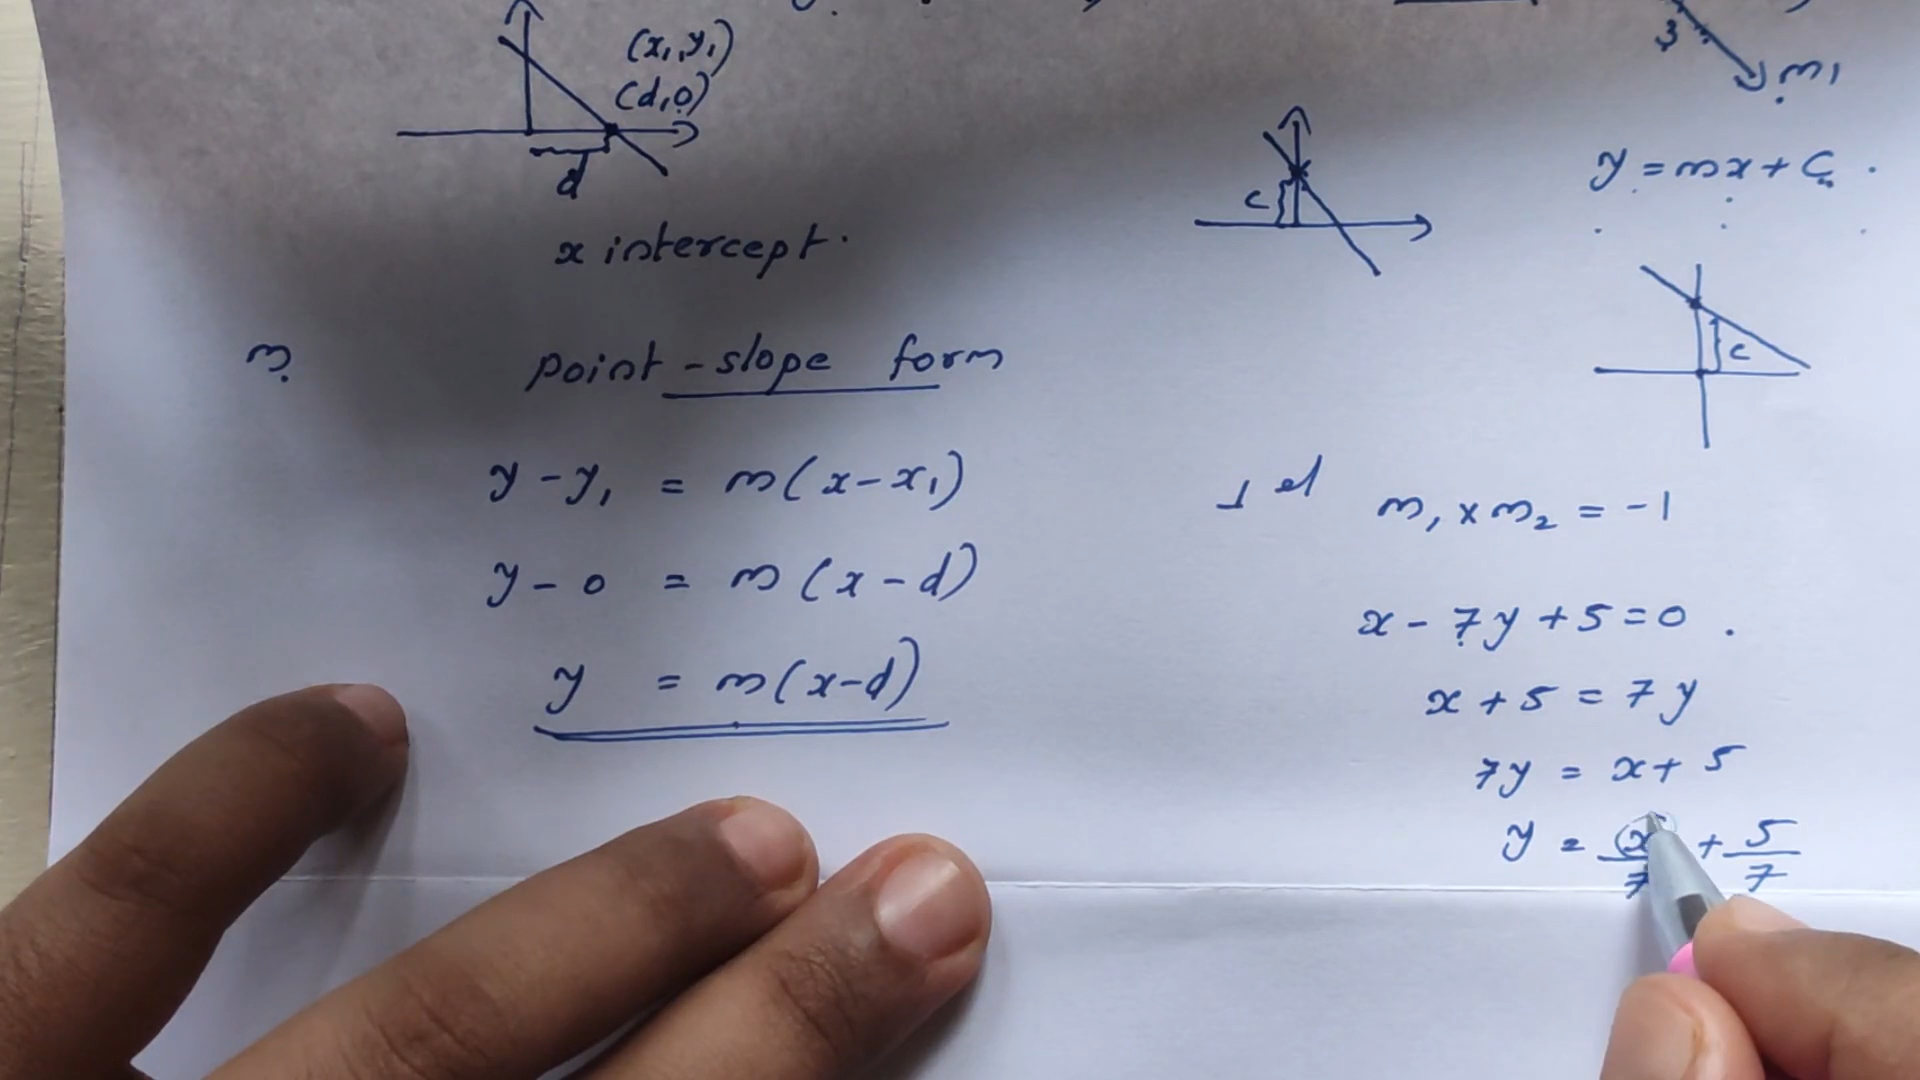 (x₁, y₁)
(d, 0)
d
x intercept.
m
point - slope form
y - y₁ = m(x - x₁)
y - 0 = m(x - d)
y = m(x-d)
3
m₁
c
y = mx + c
c
m₁ × m₂ = -1
x - 7y + 5 = 0
x + 5 = 7y
7y = x + 5
y = x/7 + 5/7